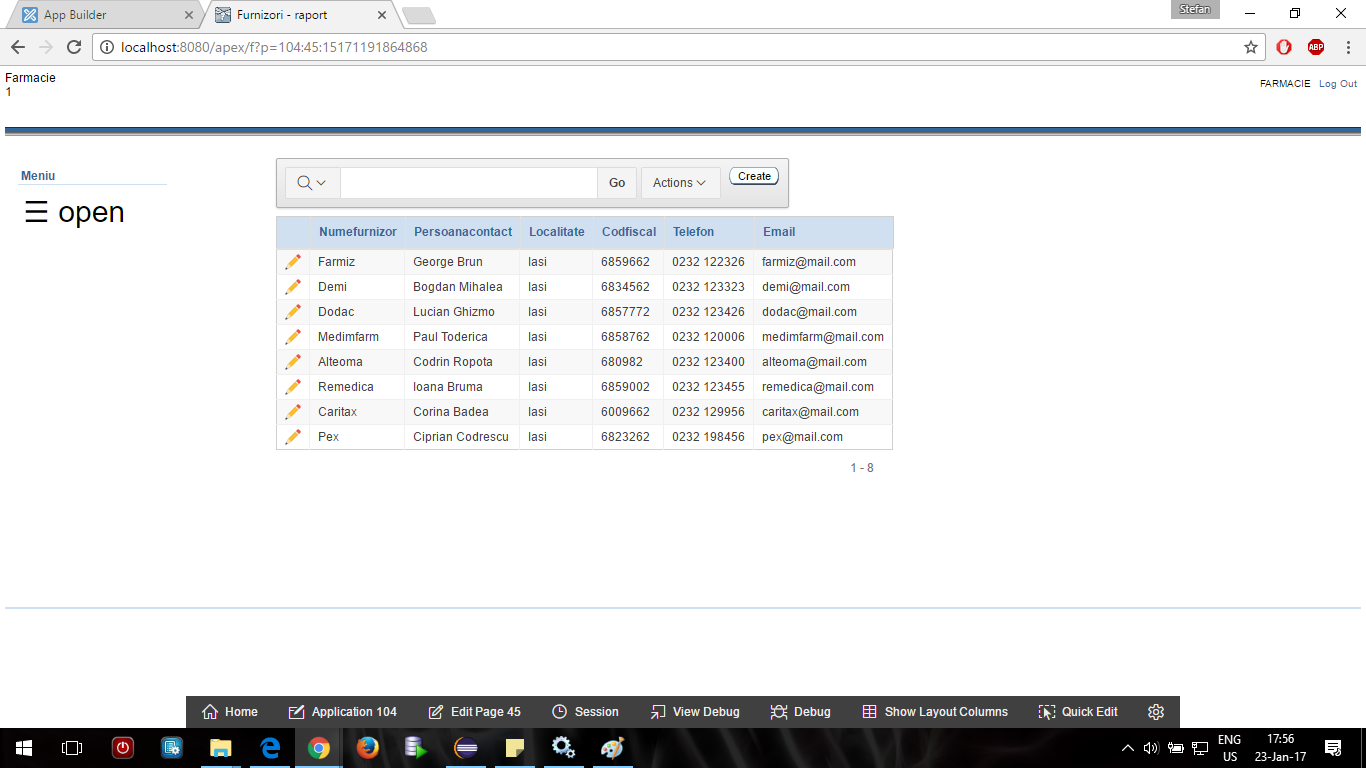 App Builder
Furnizori - raport
Stefan
localhost:8080/apex/f?p=104:45:15171191864868
ABP
Farmacie
1
FARMACIE Log Out
Meniu
☰ open
Go Actions Create
Numefurnizor Persoanacontact Localitate Codfiscal Telefon Email
Farmiz George Brun Iasi 6859662 0232 122326 farmiz@mail.com
Demi Bogdan Mihalea Iasi 6834562 0232 123323 demi@mail.com
Dodac Lucian Ghizmo Iasi 6857772 0232 123426 dodac@mail.com
Medimfarm Paul Toderica Iasi 6858762 0232 120006 medimfarm@mail.com
Alteoma Codrin Ropota Iasi 680982 0232 123400 alteoma@mail.com
Remedica Ioana Bruma Iasi 6859002 0232 123455 remedica@mail.com
Caritax Corina Badea Iasi 6009662 0232 129956 caritax@mail.com
Pex Ciprian Codrescu Iasi 6823262 0232 198456 pex@mail.com
1 - 8
Home Application 104 Edit Page 45 Session View Debug Debug Show Layout Columns Quick Edit
ENG
US
17:56
23-Jan-17